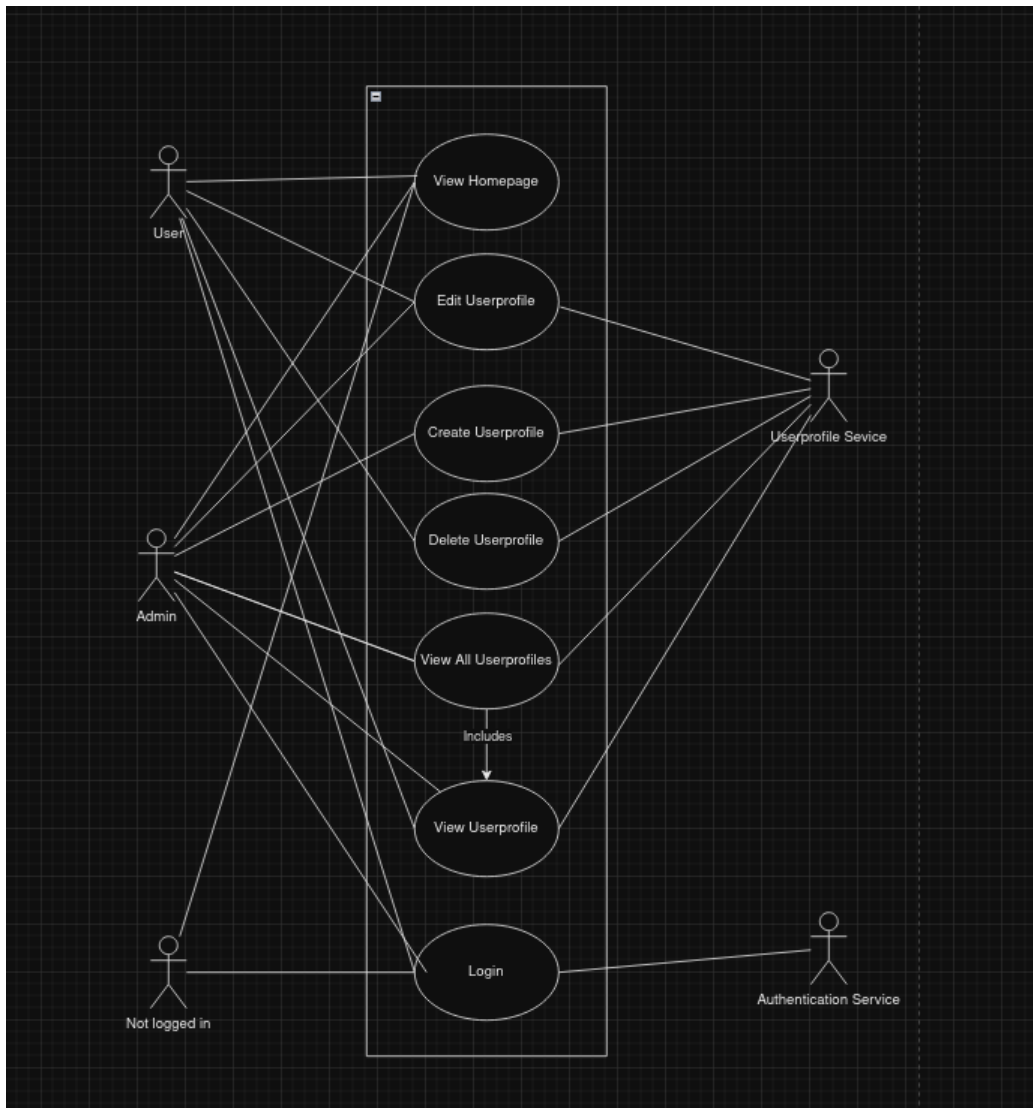 View Homepage
User
Edit Userprofile
Create Userprofile
Userprofile Sevice
Delete Userprofile
Admin
View All Userprofiles
Includes
View Userprofile
Login
Authentication Service
Not logged in